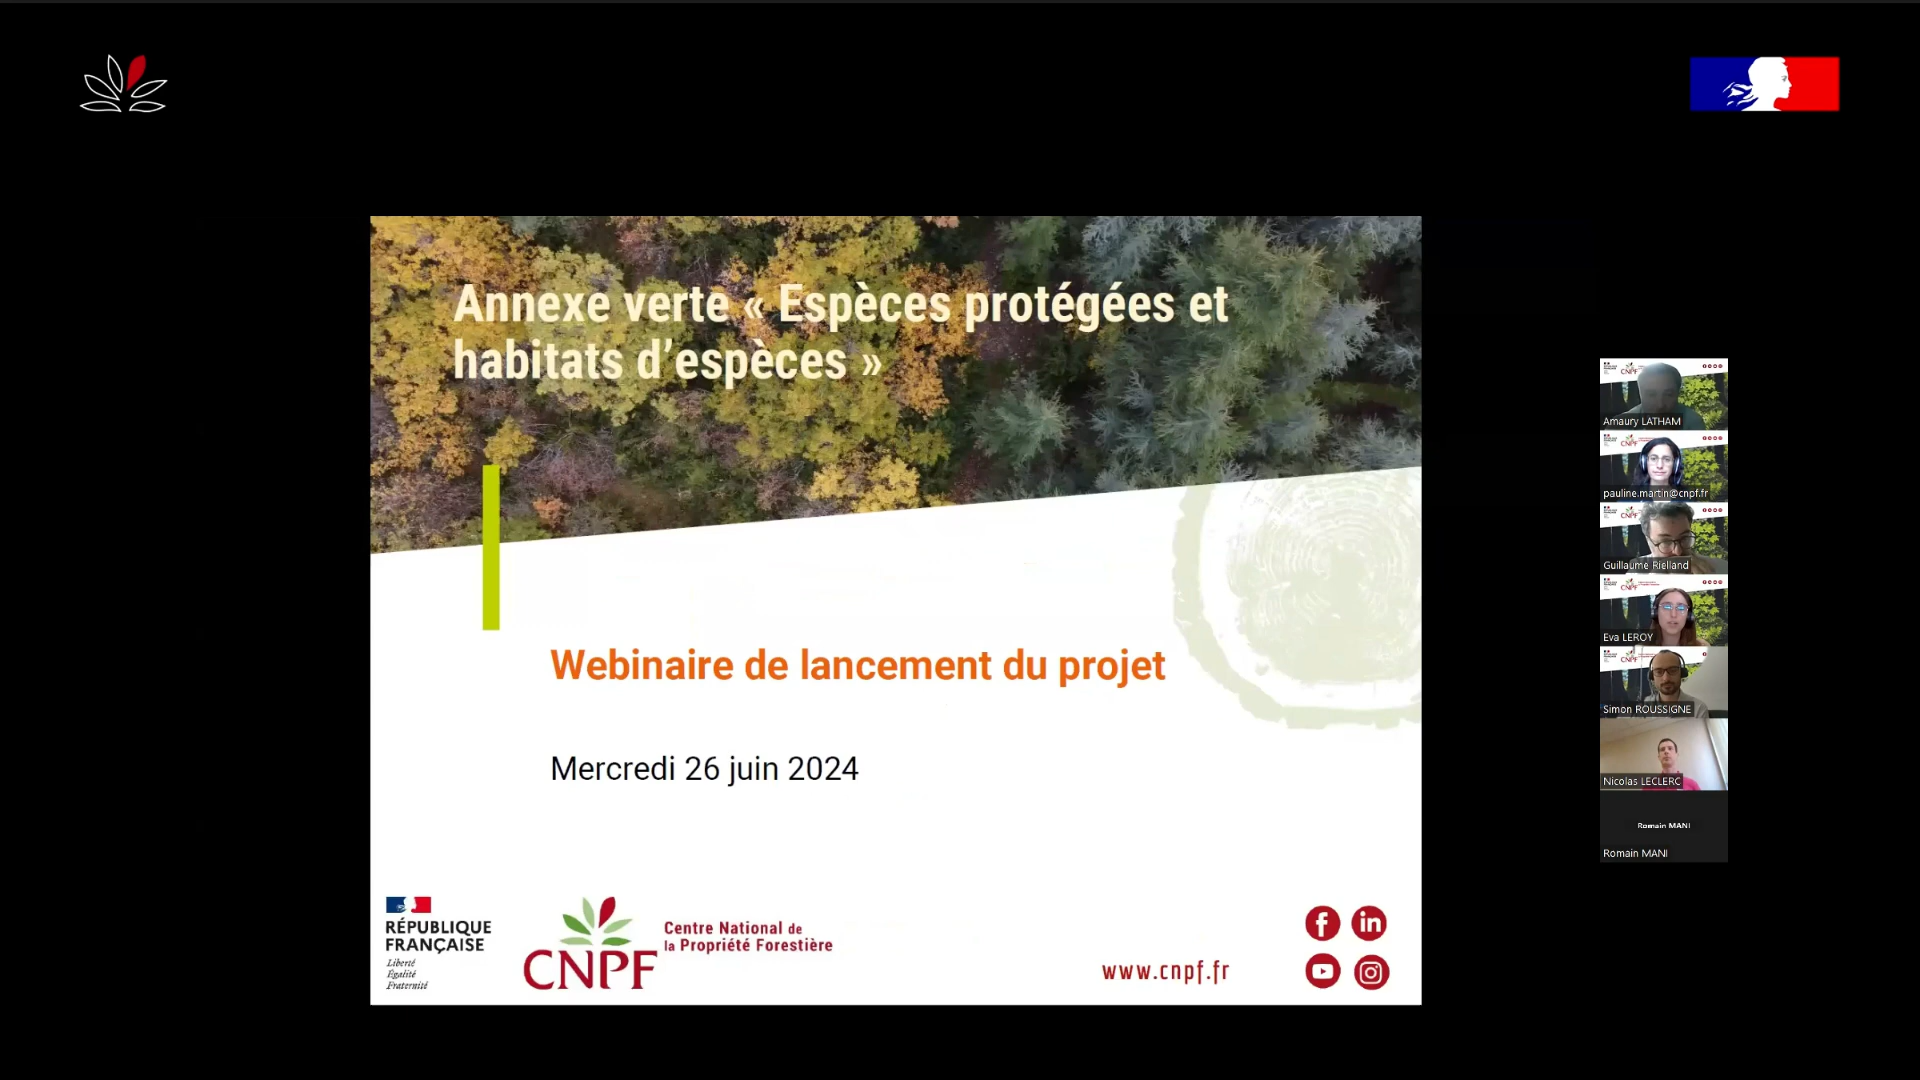 Annexe verte « Espèces protégées et
habitats d’espèces »
Webinaire de lancement du projet
Mercredi 26 juin 2024
RÉPUBLIQUE
FRANÇAISE
Liberté
Égalité
Fraternité
CNPF
Centre National de
la Propriété Forestière
www.cnpf.fr
Amaury LATHAM
pauline.martin@cnpf.fr
Guillaume Rielland
Eva LEROY
Simon ROUSSIGNE
Nicolas LECLERC
Romain MANI
Romain MANI